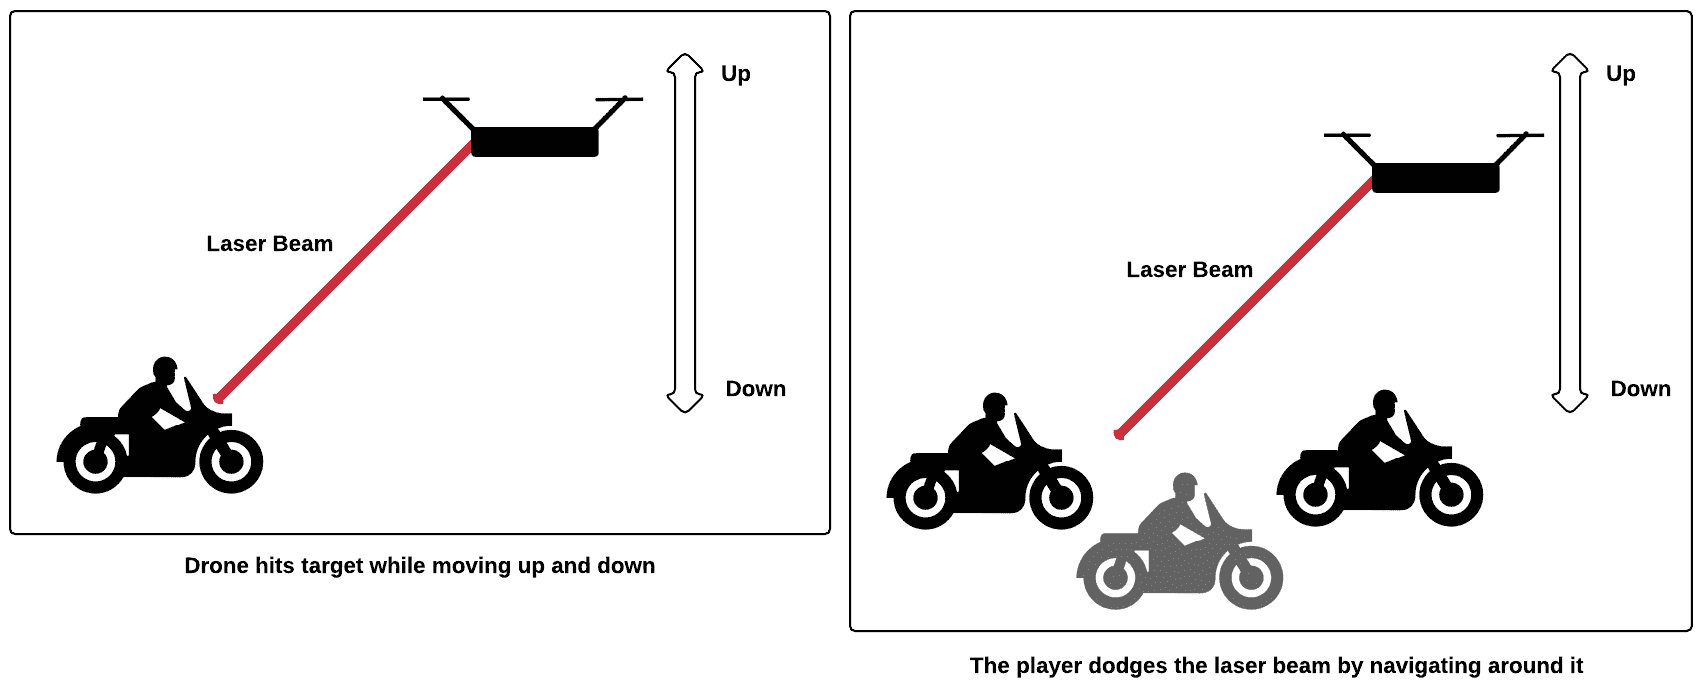 Up
Laser Beam
Down
Drone hits target while moving up and down
Up
Laser Beam
Down
The player dodges the laser beam by navigating around it